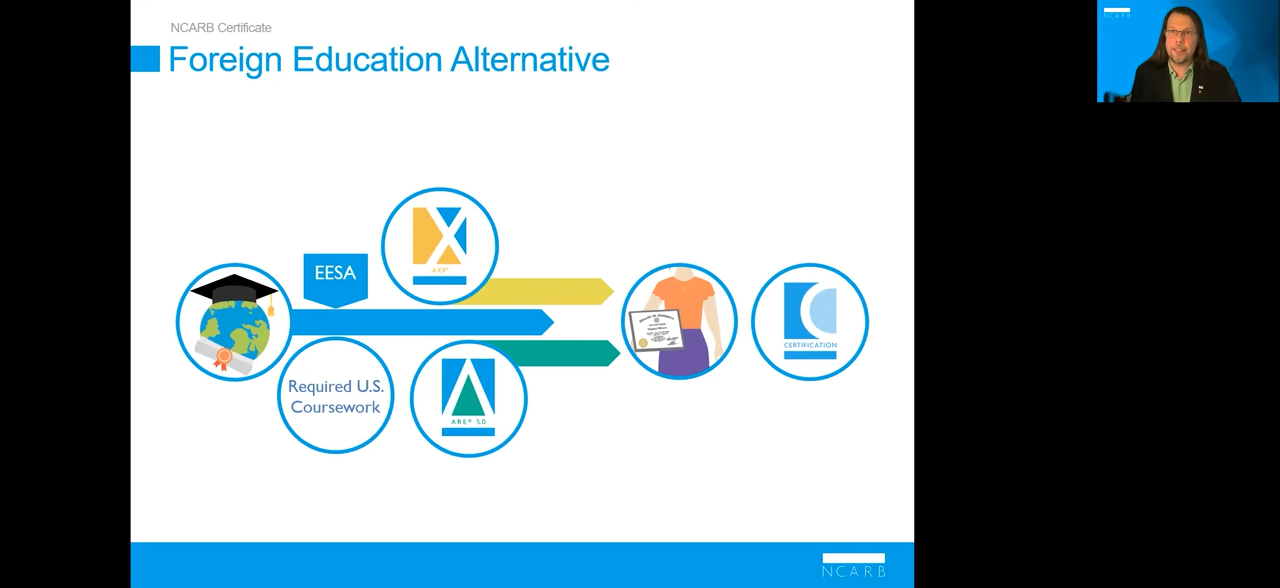 NCARB Certificate
Foreign Education Alternative
NCARB
EESA
AXP®
Required U.S.
Coursework
ARE® 5.0
CERTIFICATION
NCARB